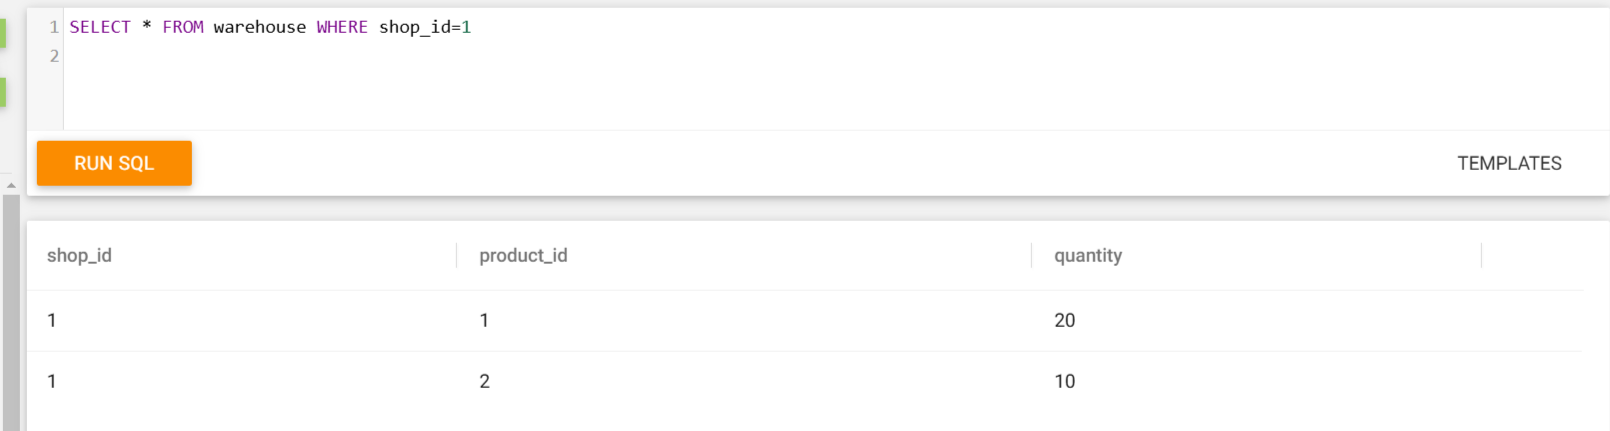 1 SELECT * FROM warehouse WHERE shop_id=1
2
RUN SQL TEMPLATES
shop_id product_id quantity
1 1 20
1 2 10